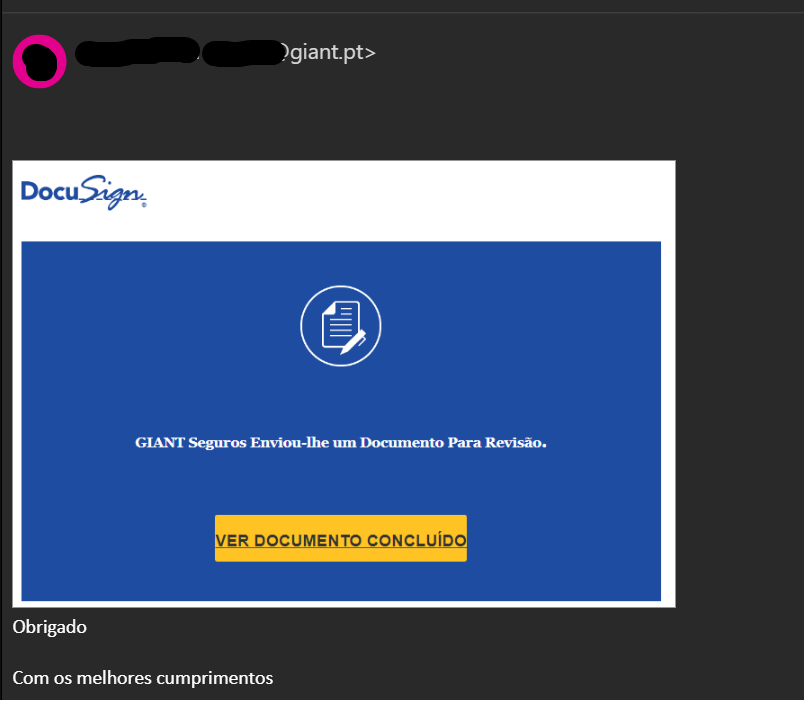 @giant.pt>
DocuSign
GIANT Seguros Enviou-lhe um Documento Para Revisão.
VER DOCUMENTO CONCLUÍDO
Obrigado
Com os melhores cumprimentos